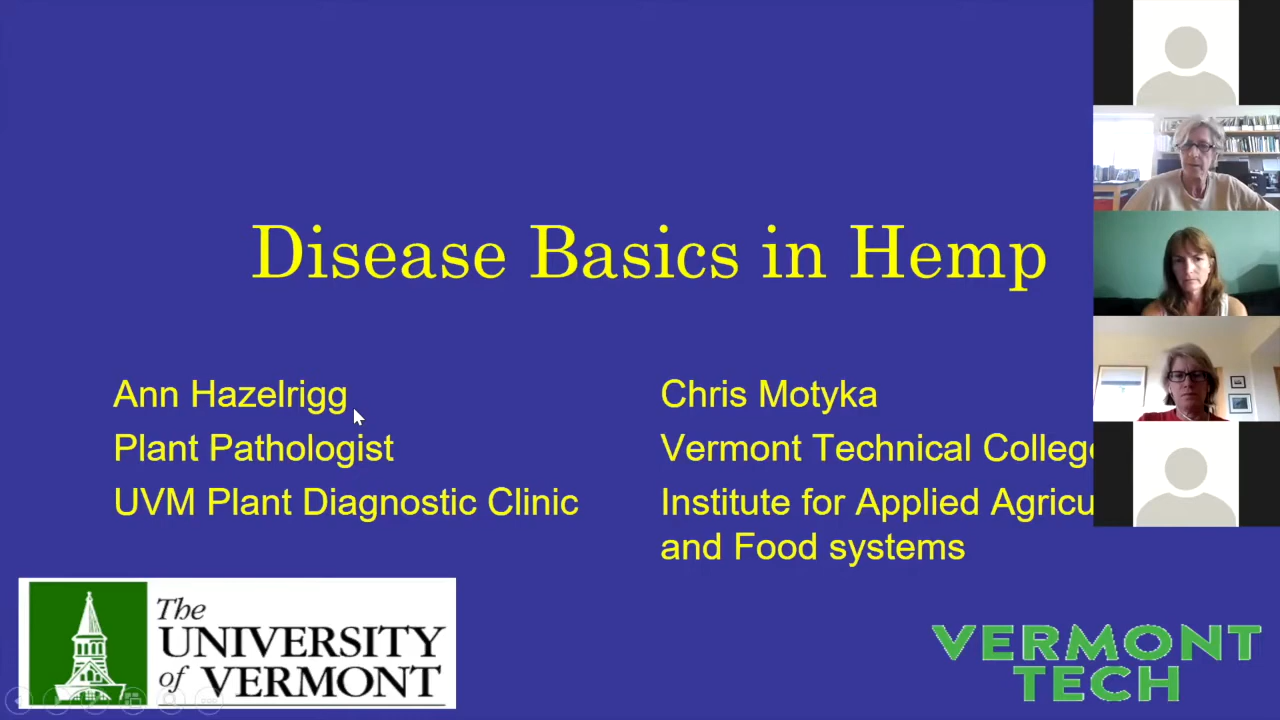 Disease Basics in Hemp
Ann Hazelrigg
Plant Pathologist
UVM Plant Diagnostic Clinic
Chris Motyka
Vermont Technical College
Institute for Applied Agricu
and Food systems
The
UNIVERSITY
of VERMONT
VERMONT
TECH